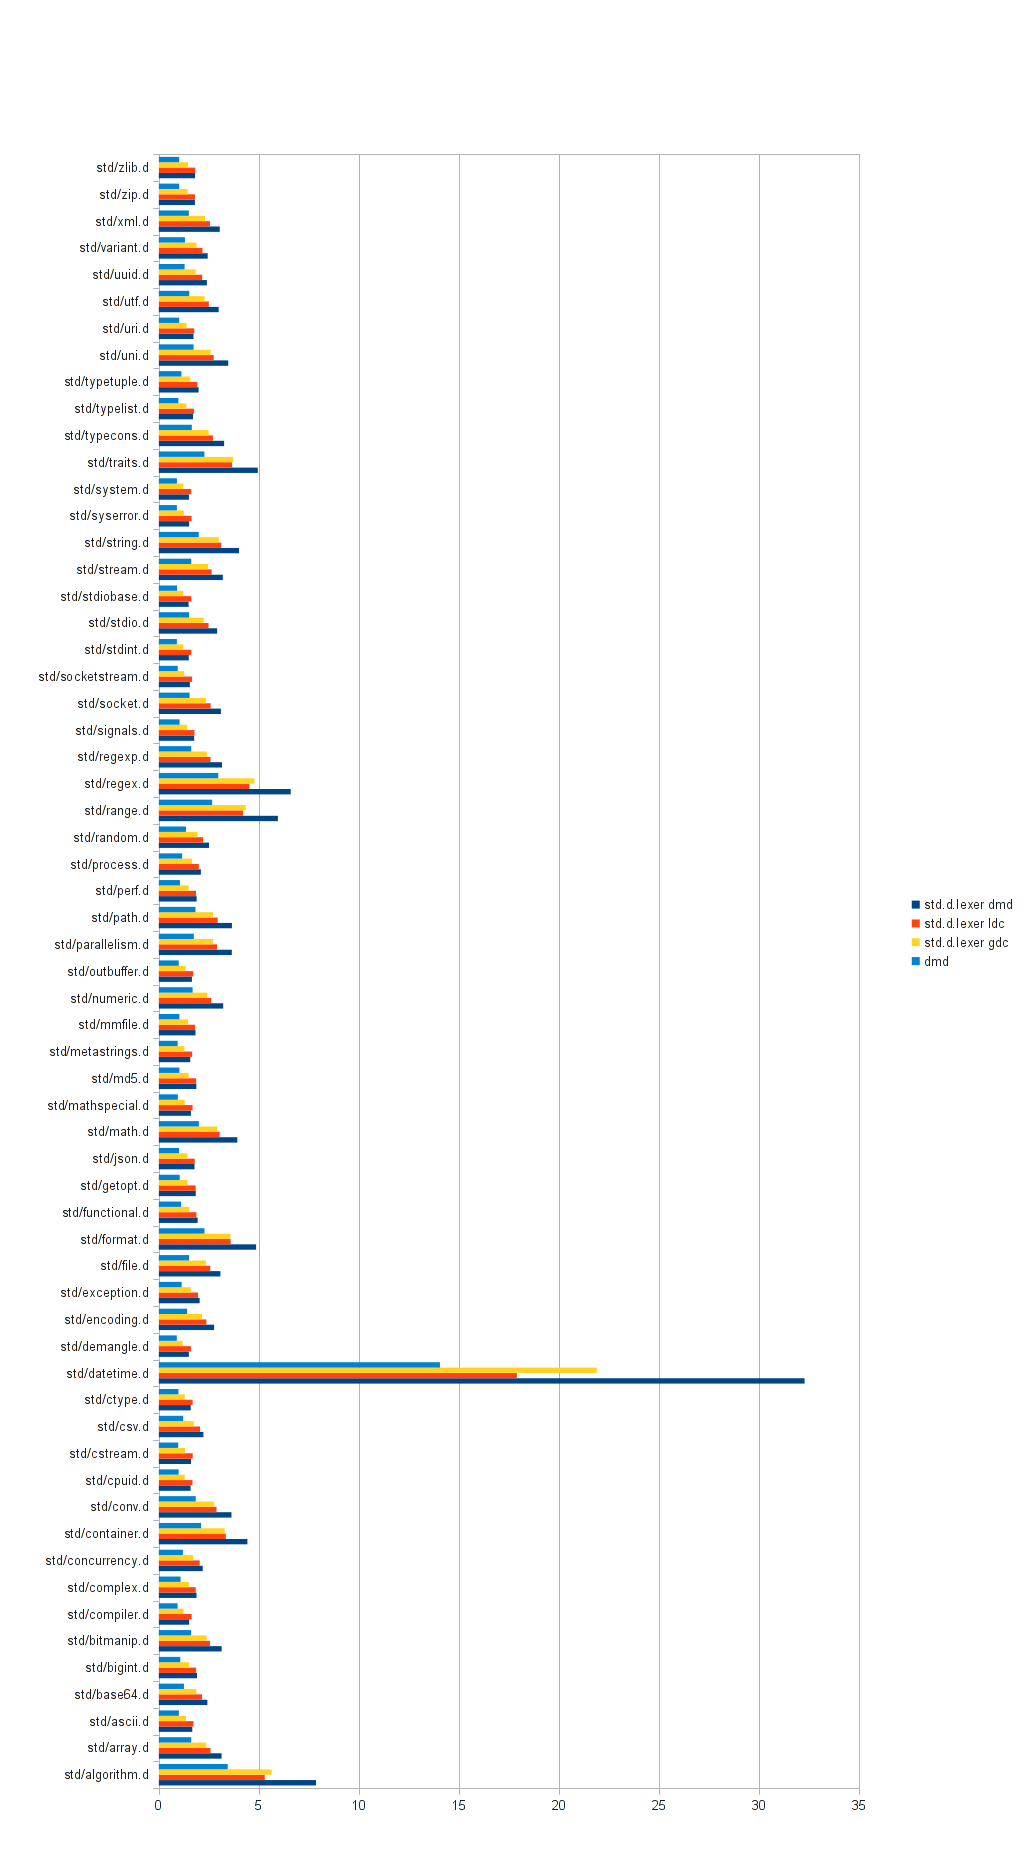 std/zlib.d
std/zip.d
std/xml.d
std/variant.d
std/uuid.d
std/utf.d
std/uri.d
std/uni.d
std/typetuple.d
std/typelist.d
std/typecons.d
std/traits.d
std/system.d
std/syserror.d
std/string.d
std/stream.d
std/stdiobase.d
std/stdio.d
std/stdint.d
std/socketstream.d
std/socket.d
std/signals.d
std/regexp.d
std/regex.d
std/range.d
std/random.d
std/process.d
std/perf.d
std/path.d
std/parallelism.d
std/outbuffer.d
std/numeric.d
std/mmfile.d
std/metastrings.d
std/md5.d
std/mathspecial.d
std/math.d
std/json.d
std/getopt.d
std/functional.d
std/format.d
std/file.d
std/exception.d
std/encoding.d
std/demangle.d
std/datetime.d
std/ctype.d
std/csv.d
std/cstream.d
std/cpuid.d
std/conv.d
std/container.d
std/concurrency.d
std/complex.d
std/compiler.d
std/bitmanip.d
std/bigint.d
std/base64.d
std/ascii.d
std/array.d
std/algorithm.d
0 5 10 15 20 25 30 35
std.d.lexer dmd
std.d.lexer ldc
std.d.lexer gdc
dmd